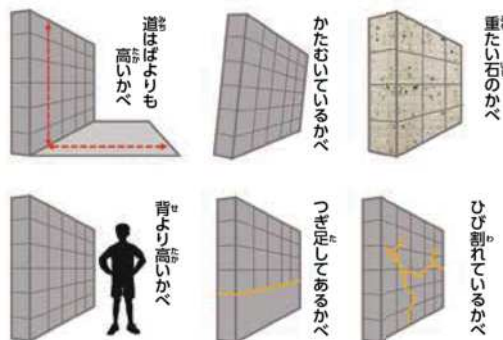 重たい石のかべ
かたむいているかべ
道はばよりも
高いかべ
ひび割れているかべ
つぎ足してあるかべ
背より高いかべ